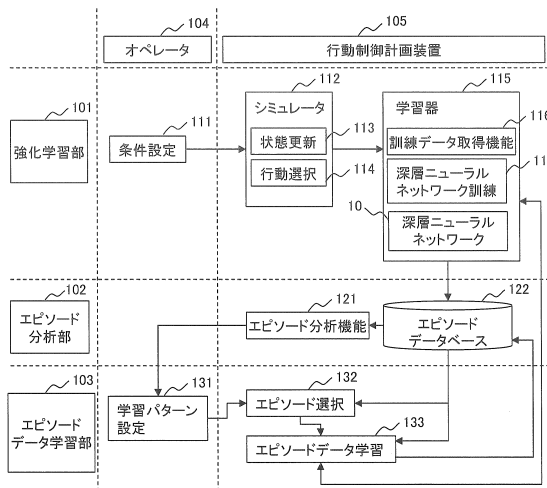 104
オペレータ
105
行動制御計画装置
101
強化学習部
111
条件設定
112
シミュレータ
状態更新
113
行動選択
114
115
学習器
116
訓練データ取得機能
深層ニューラル
ネットワーク訓練
11
10
深層ニューラル
ネットワーク
102
エピソード
分析部
121
エピソード分析機能
122
エピソード
データベース
103
エピソード
データ学習部
131
学習パターン
設定
132
エピソード選択
133
エピソードデータ学習